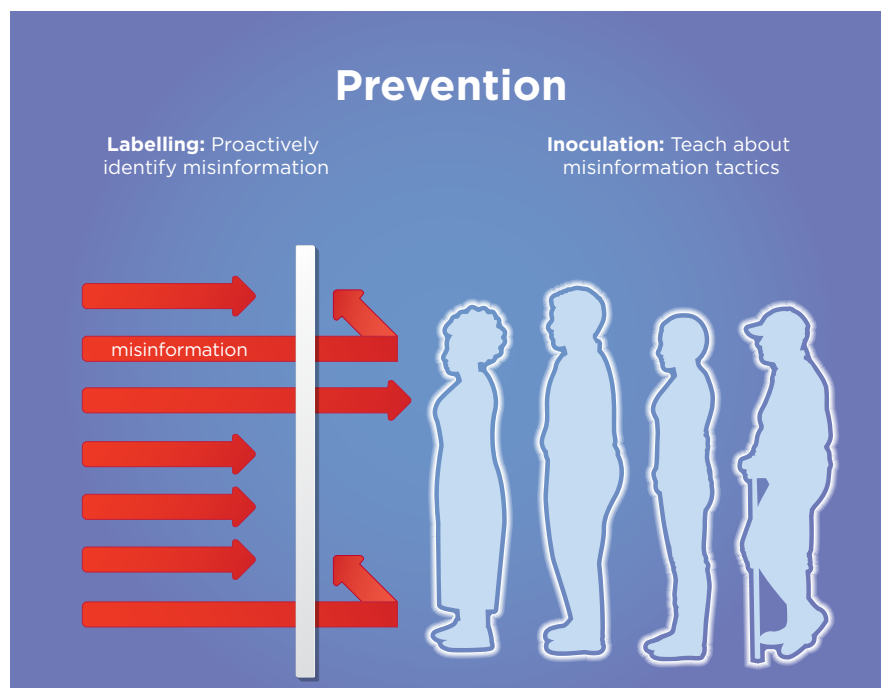 Prevention
Labelling: Proactively
identify misinformation
Inoculation: Teach about
misinformation tactics
misinformation